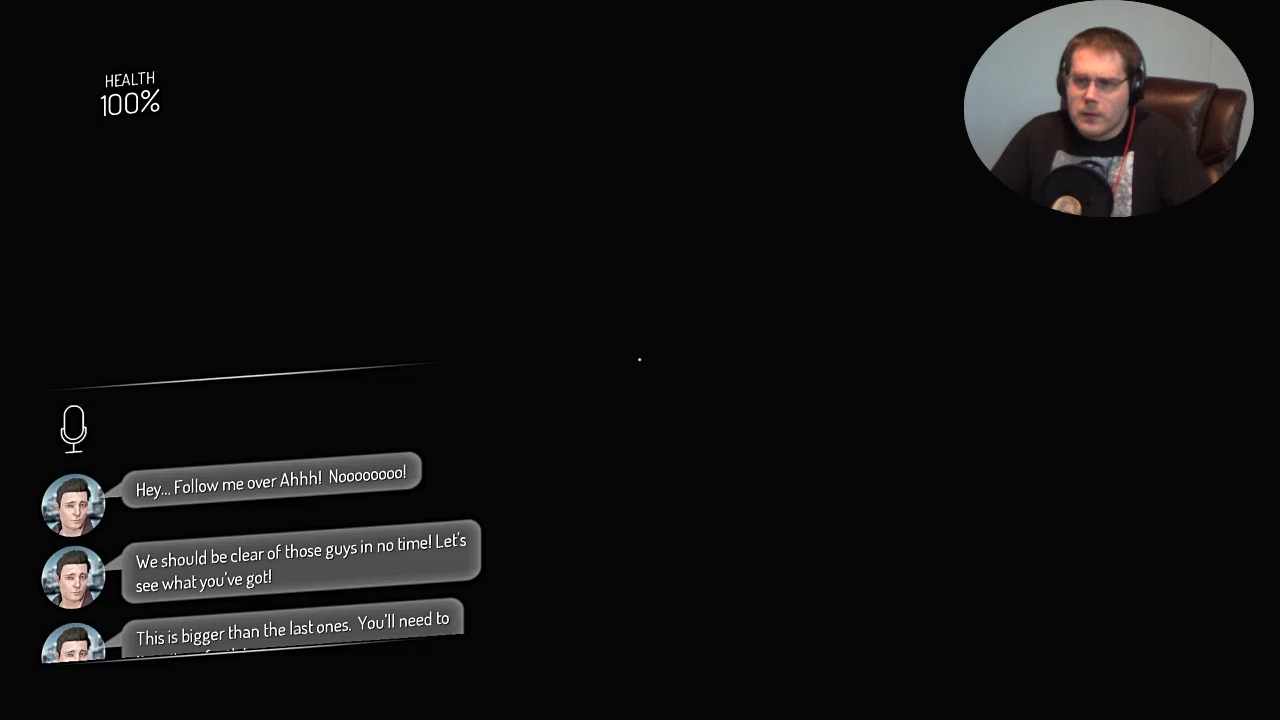 HEALTH
100%
Hey... Follow me over Ahhh! Noooooooo!
We should be clear of those guys in no time! Let's
see what you've got!
This is bigger than the last ones. You'll need to